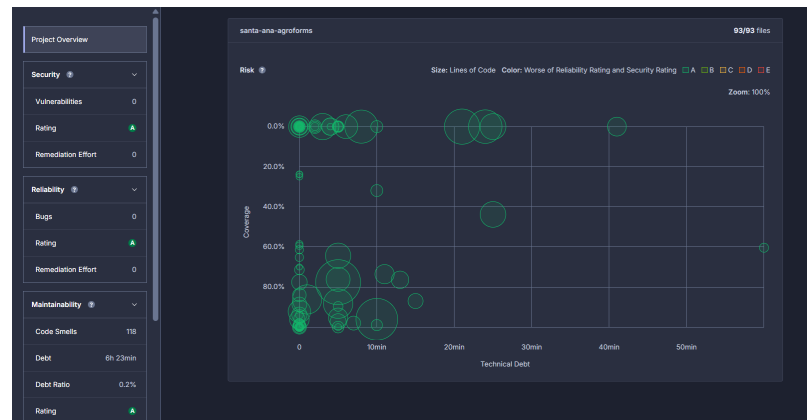 Project Overview
Security ?
Vulnerabilities 0
Rating A
Remediation Effort 0
Reliability ?
Bugs 0
Rating A
Remediation Effort 0
Maintainability ?
Code Smells 118
Debt 6h 23min
Debt Ratio 0.2%
Rating A
santa-ana-agroforms 93/93 files
Risk ? Size: Lines of Code Color: Worse of Reliability Rating and Security Rating A B C D E
Zoom: 100%
0.0%
20.0%
40.0%
60.0%
80.0%
Coverage
0 10min 20min 30min 40min 50min
Technical Debt